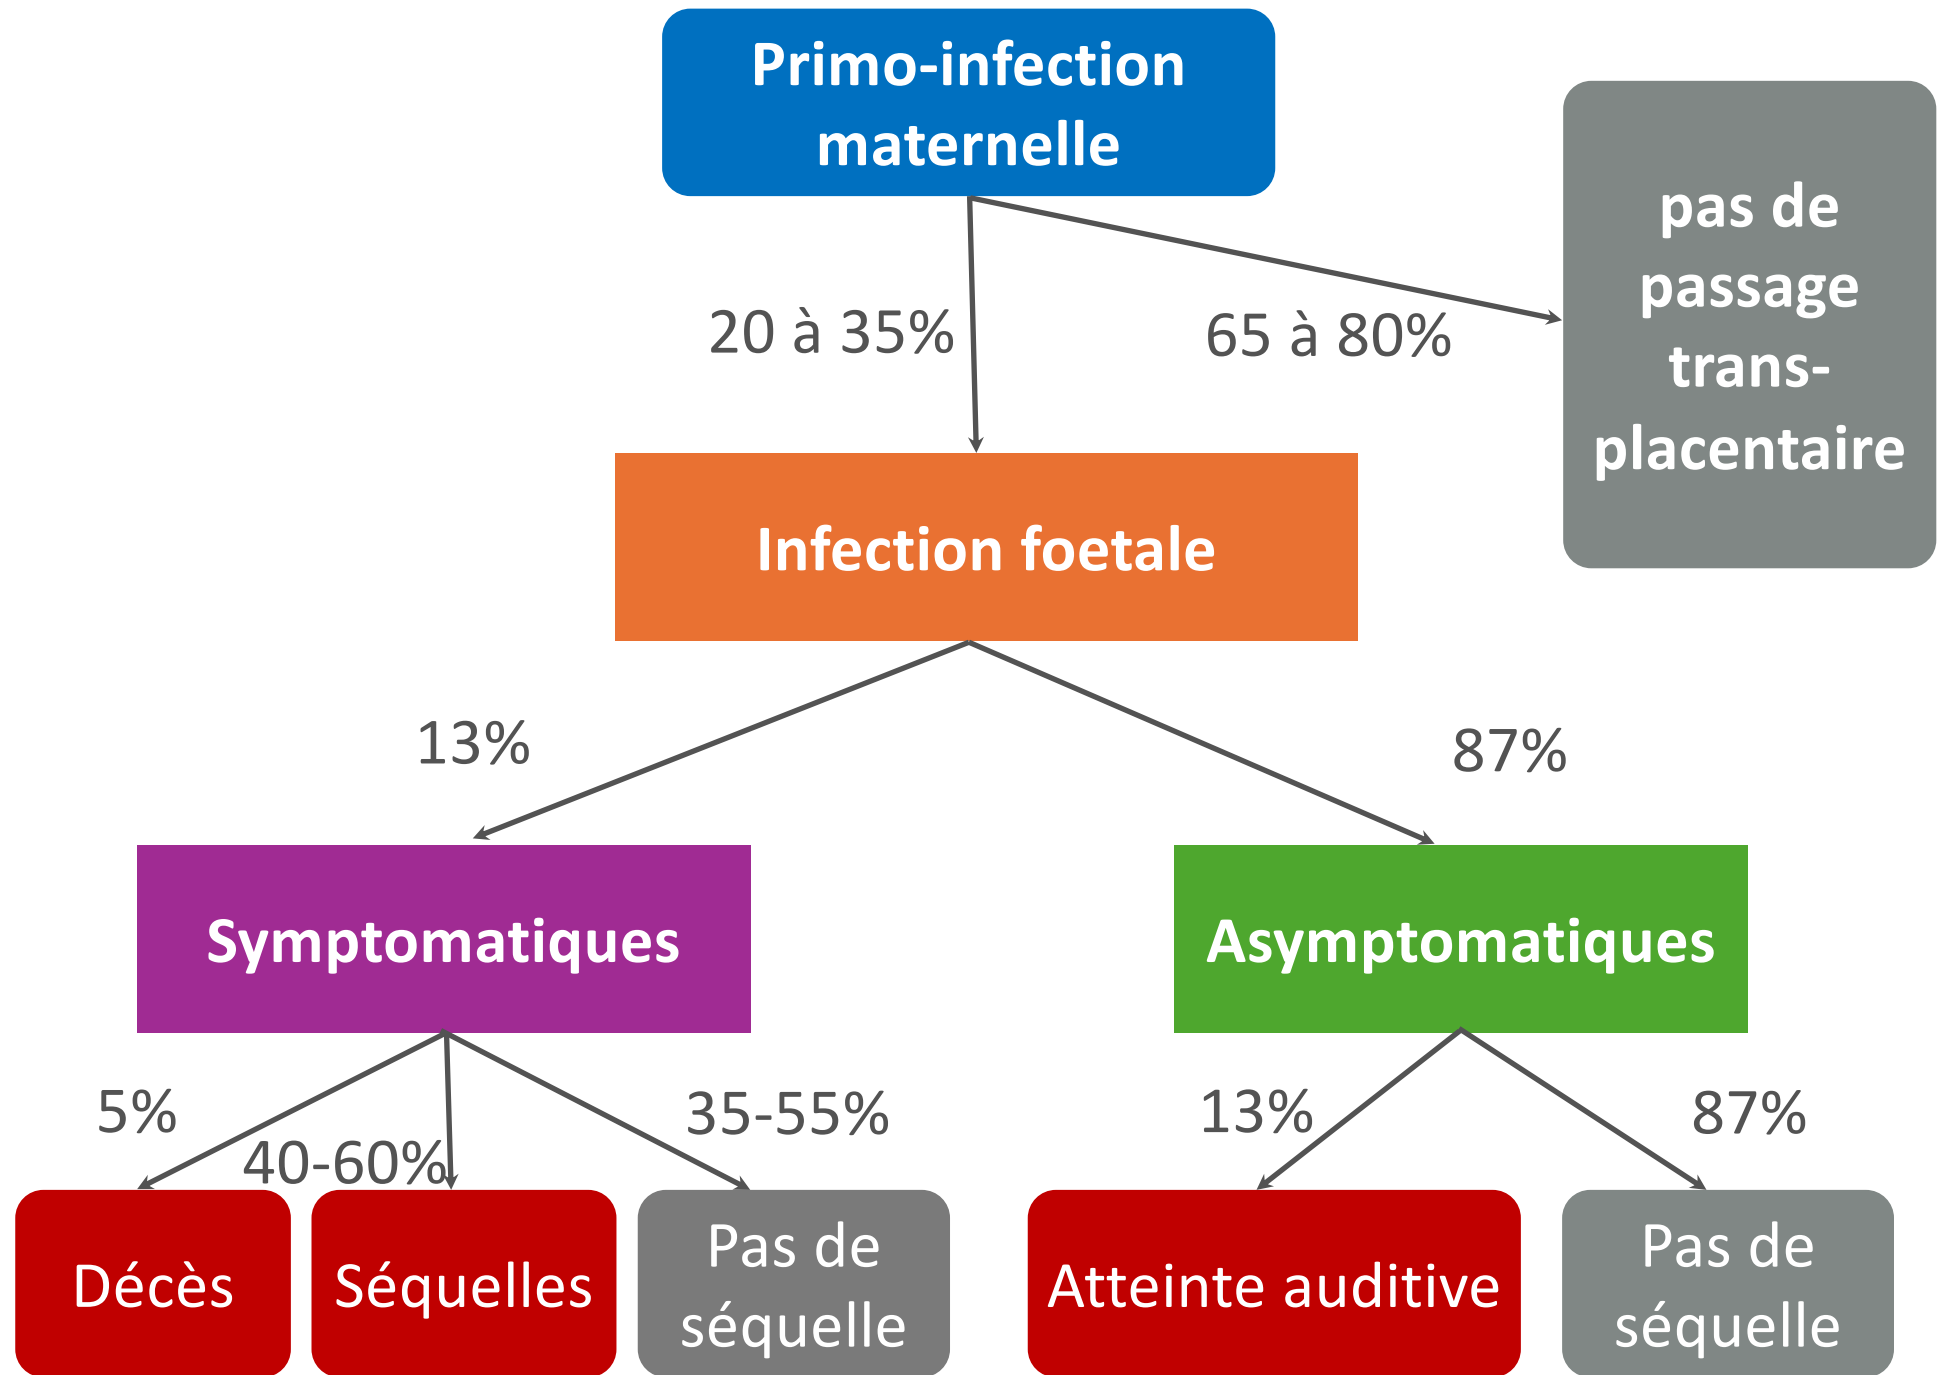 Primo-infection
maternelle
pas de
passage
trans-
placentaire
20 à 35%
65 à 80%
Infection foetale
13%
87%
Symptomatiques
Asymptomatiques
5%
40-60%
35-55%
13%
87%
Décès
Séquelles
Pas de
séquelle
Atteinte auditive
Pas de
séquelle